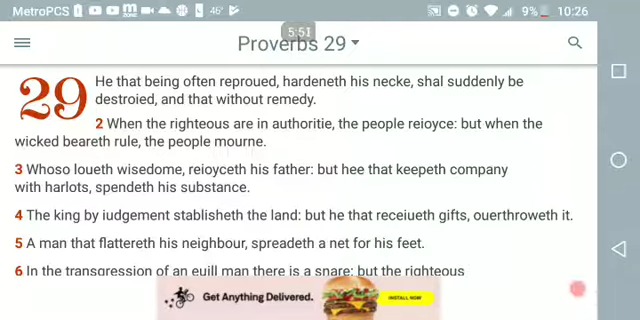 MetroPCS 46° 9% 10:26
5:51
Proverbs 29
29 He that being often reproued, hardeneth his necke, shal suddenly be
destroied, and that without remedy.
2 When the righteous are in authoritie, the people reioyce: but when the
wicked beareth rule, the people mourne.
3 Whoso loueth wisedome, reioyceth his father: but hee that keepeth company
with harlots, spendeth his substance.
4 The king by iudgement stablisheth the land: but he that receiueth gifts, ouerthroweth it.
5 A man that flattereth his neighbour, spreadeth a net for his feet.
6 In the transgression of an euill man there is a snare: but the righteous
Get Anything Delivered. INSTALL NOW